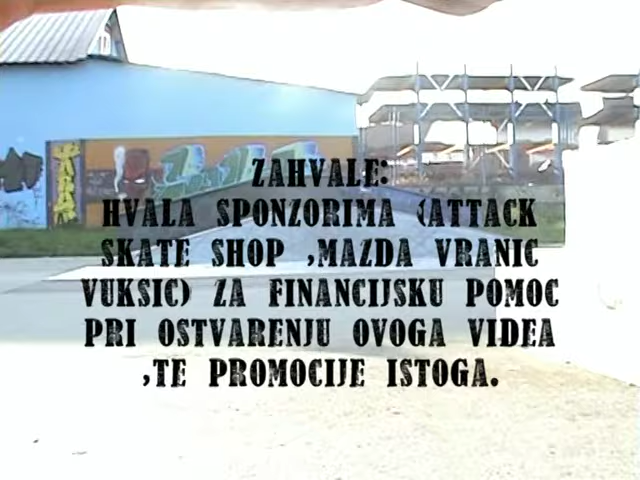 ZAHVALE:
HVALA SPONZORIMA (ATTACK
SKATE SHOP ,MAZDA VRANIC
VUKSIC) ZA FINANCIJSKU POMOC
PRI OSTVARENJU OVOGA VIDEA
,TE PROMOCIJE ISTOGA.